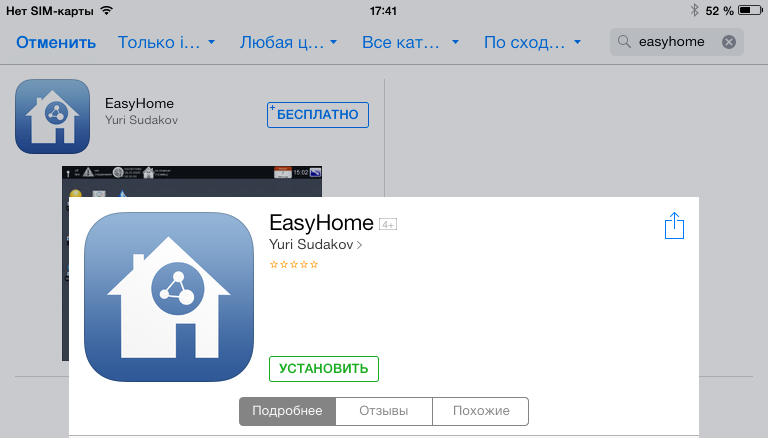 Нет SIM-карты 17:41 52 %
Отменить Только i... Любая ц... Все кат... По сход... easyhome
EasyHome
Yuri Sudakov
+ БЕСПЛАТНО
15:02
EasyHome 4+
Yuri Sudakov >
УСТАНОВИТЬ
Подробнее Отзывы Похожие